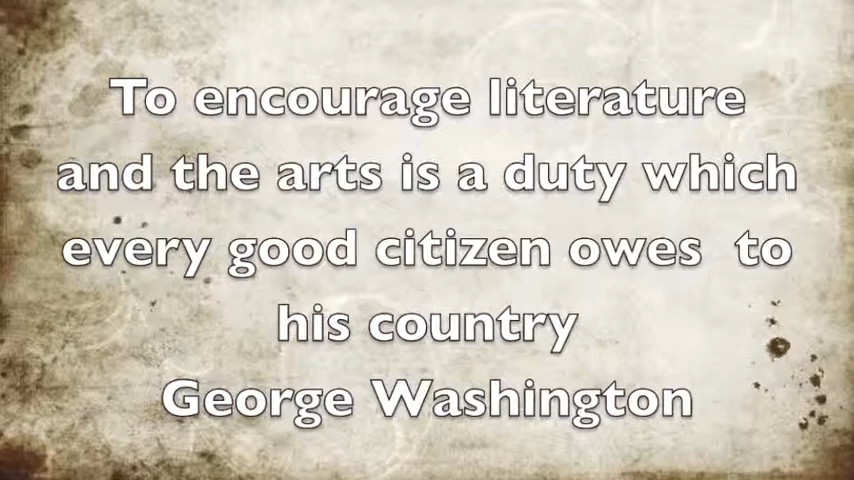 To encourage literature
and the arts is a duty which
every good citizen owes  to
his country
George Washington